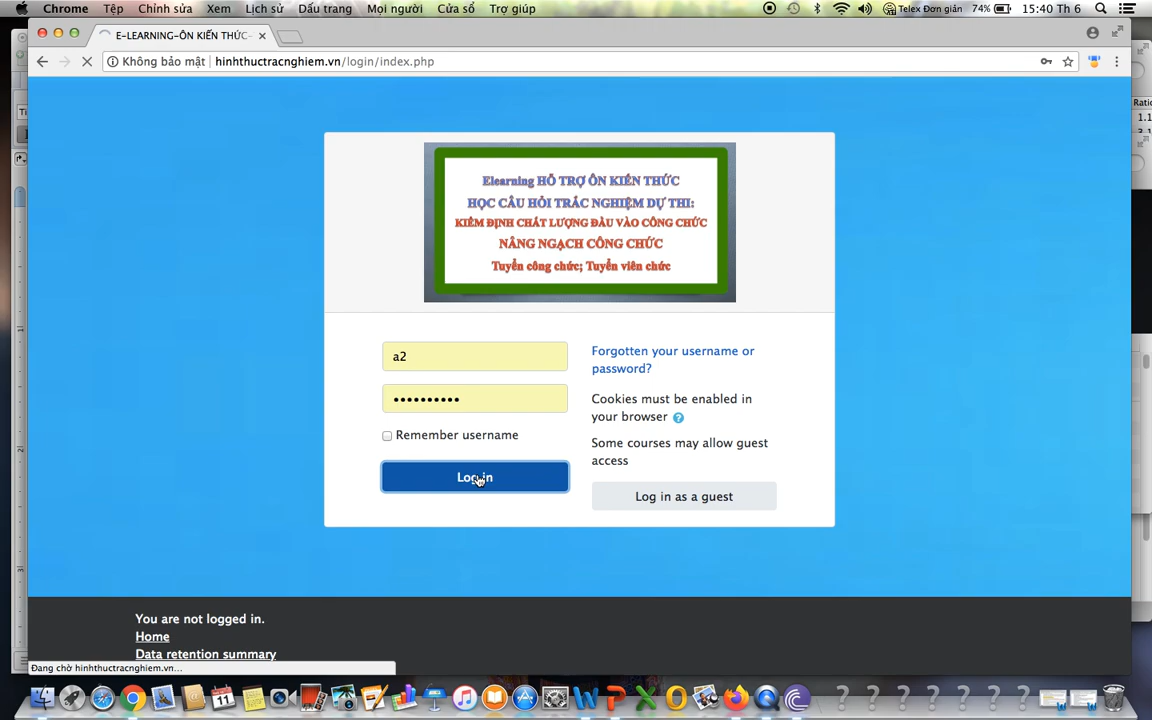 Chrome Tệp Chỉnh sửa Xem Lịch sử Dấu trang Mọi người Cửa sổ Trợ giúp Telex Đơn giản 74% 15:40 Th 6
E-LEARNING-ÔN KIẾN THỨC-
Không bảo mật | hinhthuctracnghiem.vn/login/index.php
Elearning HỖ TRỢ ÔN KIẾN THỨC
HỌC CÂU HỎI TRẮC NGHIỆM DỰ THI:
KIỂM ĐỊNH CHẤT LƯỢNG ĐẦU VÀO CÔNG CHỨC
NÂNG NGẠCH CÔNG CHỨC
Tuyển công chức; Tuyển viên chức
a2
Remember username
Log in
Forgotten your username or
password?
Cookies must be enabled in
your browser
Some courses may allow guest
access
Log in as a guest
You are not logged in.
Home
Data retention summary
Đang chờ hinhthuctracnghiem.vn...
Ratio
1.1
11